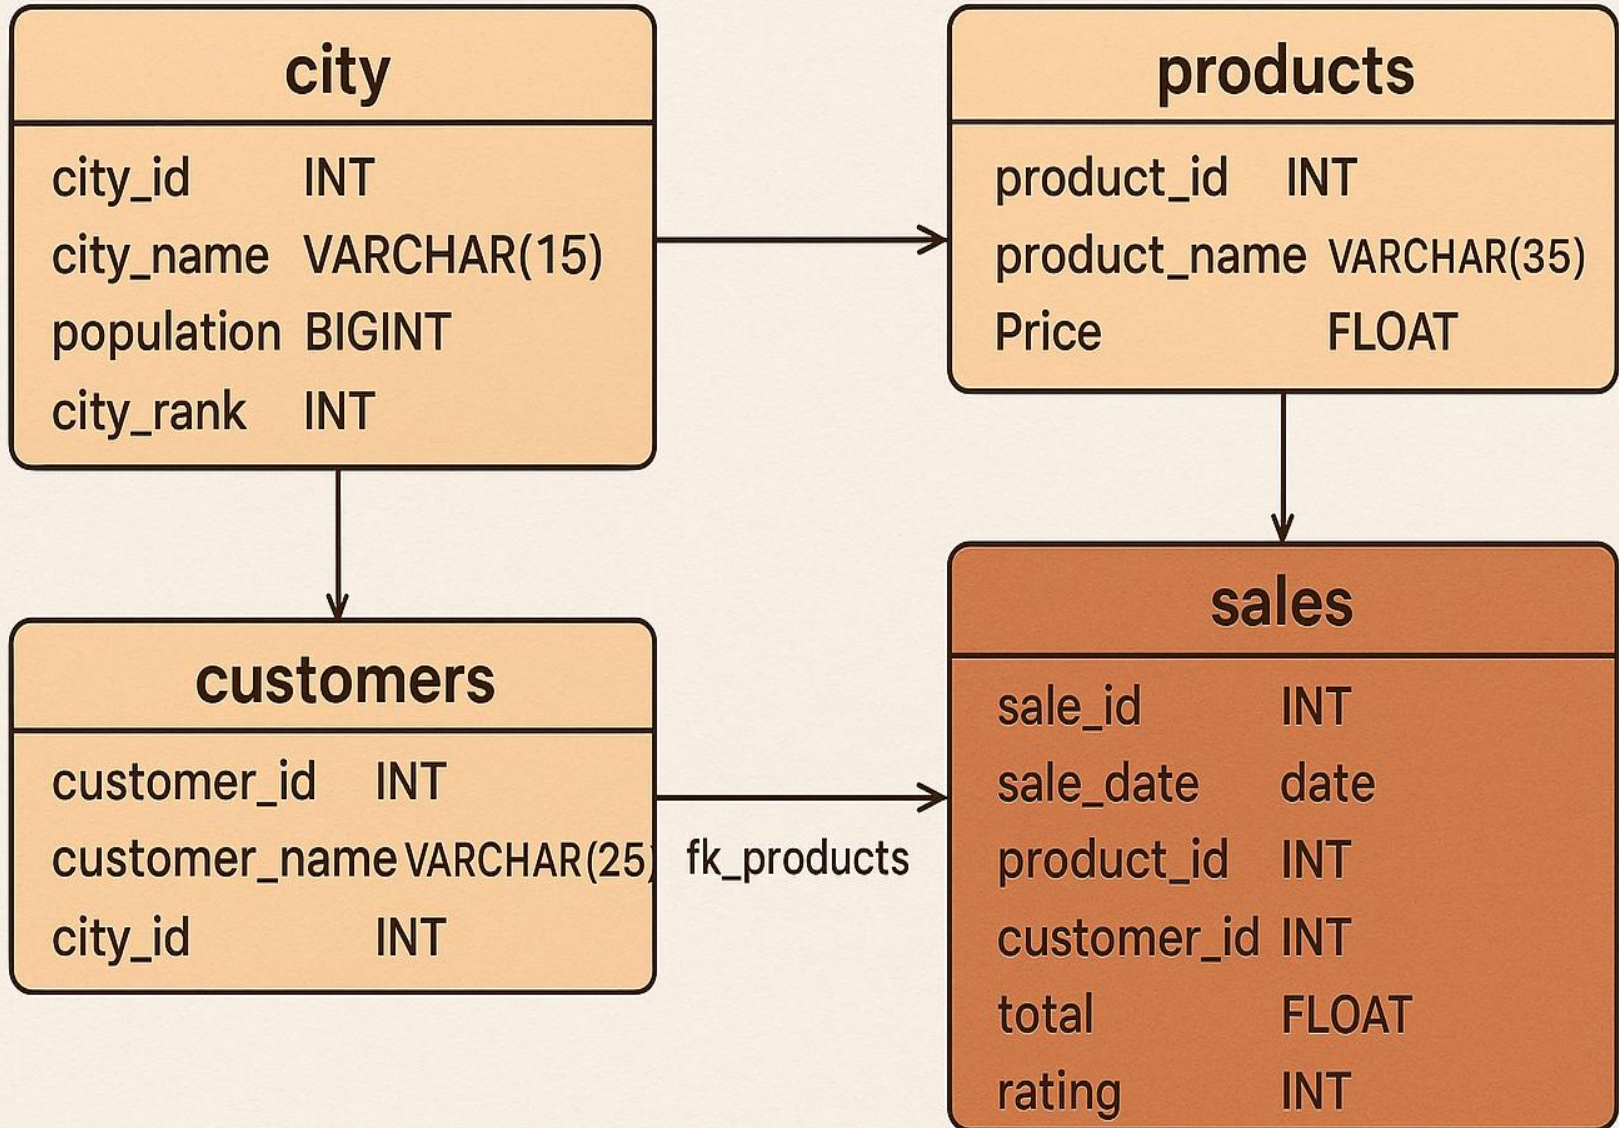 city
city_id INT
city_name VARCHAR(15)
population BIGINT
city_rank INT
products
product_id INT
product_name VARCHAR(35)
Price FLOAT
customers
customer_id INT
customer_name VARCHAR(25)
city_id INT
fk_products
sales
sale_id INT
sale_date date
product_id INT
customer_id INT
total FLOAT
rating INT